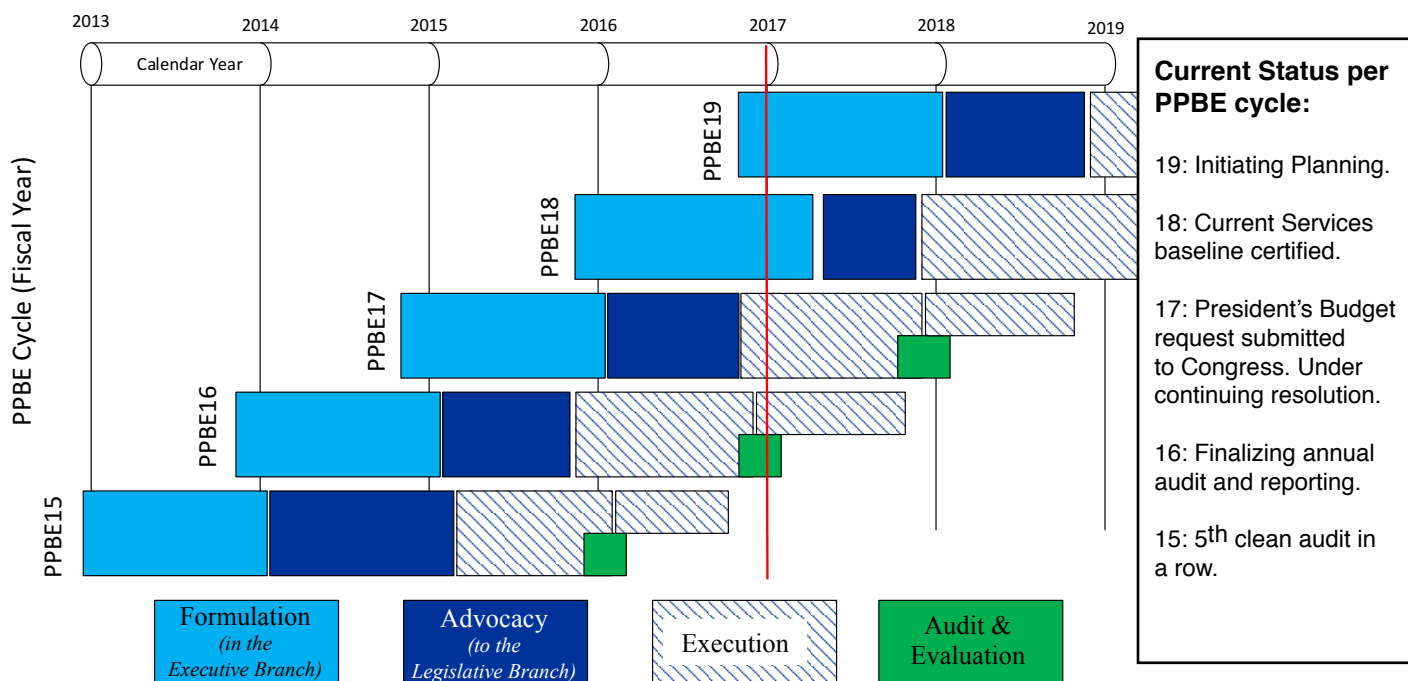 2013 2014 2015 2016 2017 2018 2019
Calendar Year
PPBE Cycle (Fiscal Year)
PPBE19
PPBE18
PPBE17
PPBE16
PPBE15
Formulation
(in the
Executive Branch)
Advocacy
(to the
Legislative Branch)
Execution
Audit &
Evaluation
Current Status per
PPBE cycle:
19: Initiating Planning.
18: Current Services
baseline certified.
17: President’s Budget
request submitted
to Congress. Under
continuing resolution.
16: Finalizing annual
audit and reporting.
15: 5th clean audit in
a row.